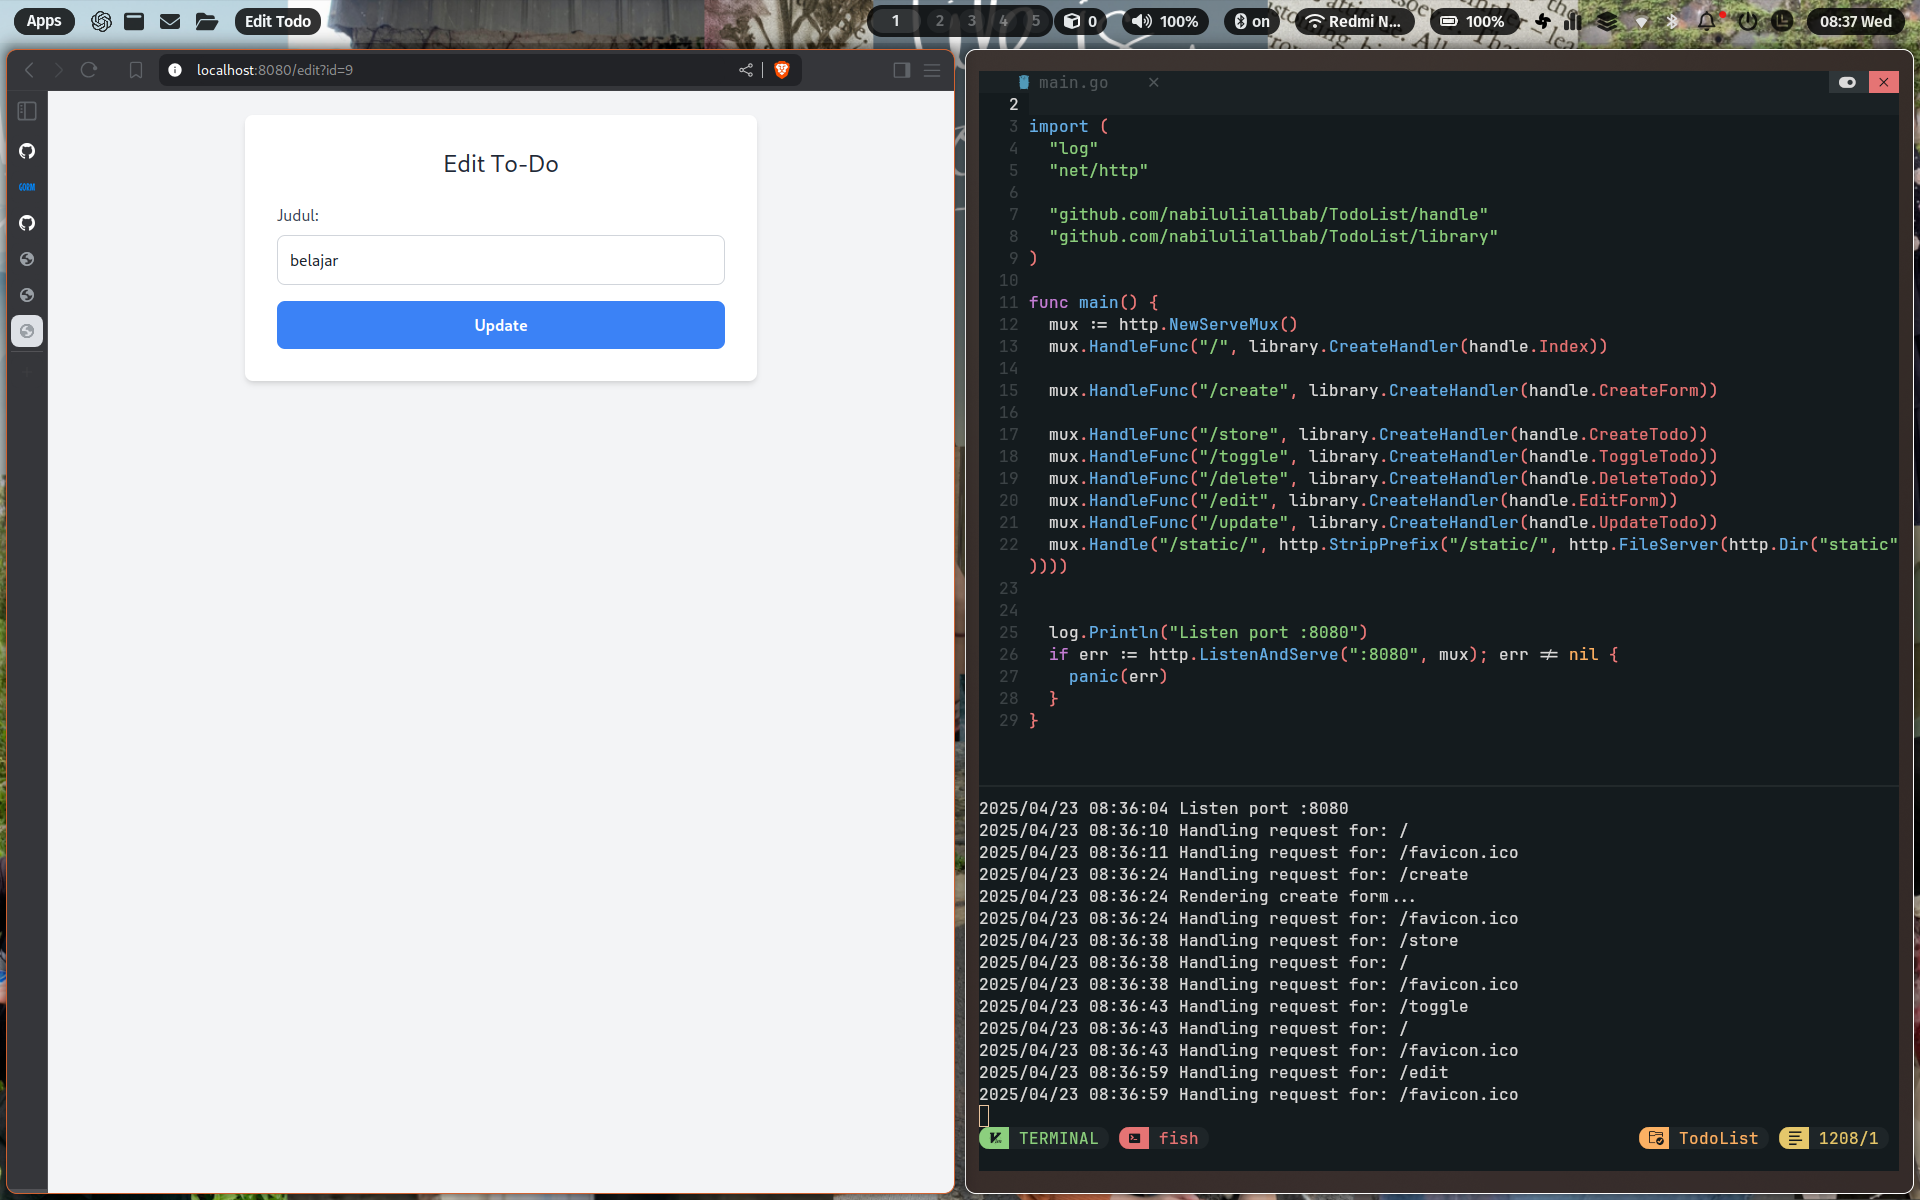 Apps
Edit Todo
1 2 3 4 5
0
100%
on
Redmi N...
100%
08:37 Wed
localhost:8080/edit?id=9
GORM
Edit To-Do
Judul:
belajar
Update
main.go
2
3 import (
4 "log"
5 "net/http"
6
7 "github.com/nabilulilallbab/TodoList/handle"
8 "github.com/nabilulilallbab/TodoList/library"
9 )
10
11 func main() {
12 mux := http.NewServeMux()
13 mux.HandleFunc("/", library.CreateHandler(handle.Index))
14
15 mux.HandleFunc("/create", library.CreateHandler(handle.CreateForm))
16
17 mux.HandleFunc("/store", library.CreateHandler(handle.CreateTodo))
18 mux.HandleFunc("/toggle", library.CreateHandler(handle.ToggleTodo))
19 mux.HandleFunc("/delete", library.CreateHandler(handle.DeleteTodo))
20 mux.HandleFunc("/edit", library.CreateHandler(handle.EditForm))
21 mux.HandleFunc("/update", library.CreateHandler(handle.UpdateTodo))
22 mux.Handle("/static/", http.StripPrefix("/static/", http.FileServer(http.Dir("static"
))))
23
24
25 log.Println("Listen port :8080")
26 if err := http.ListenAndServe(":8080", mux); err != nil {
27 panic(err)
28 }
29 }
2025/04/23 08:36:04 Listen port :8080
2025/04/23 08:36:10 Handling request for: /
2025/04/23 08:36:11 Handling request for: /favicon.ico
2025/04/23 08:36:24 Handling request for: /create
2025/04/23 08:36:24 Rendering create form...
2025/04/23 08:36:24 Handling request for: /favicon.ico
2025/04/23 08:36:38 Handling request for: /store
2025/04/23 08:36:38 Handling request for: /
2025/04/23 08:36:38 Handling request for: /favicon.ico
2025/04/23 08:36:43 Handling request for: /toggle
2025/04/23 08:36:43 Handling request for: /
2025/04/23 08:36:43 Handling request for: /favicon.ico
2025/04/23 08:36:59 Handling request for: /edit
2025/04/23 08:36:59 Handling request for: /favicon.ico
TERMINAL
fish
TodoList
1208/1